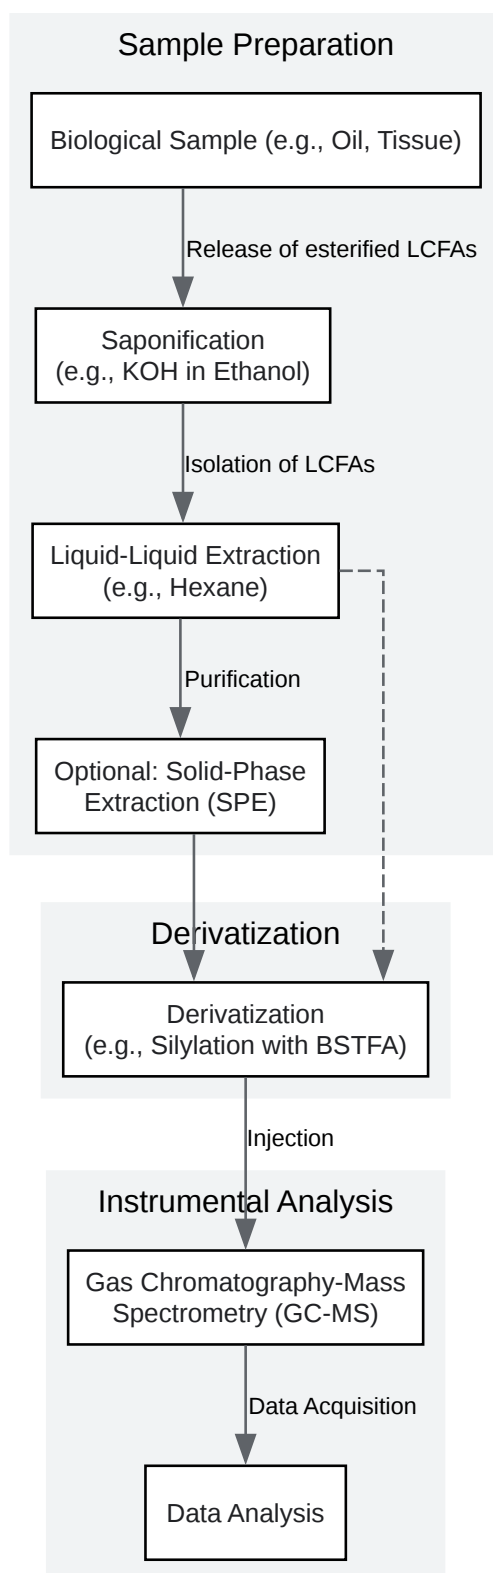 Sample Preparation
Biological Sample (e.g., Oil, Tissue)
Release of esterified LCFAs
Saponification
(e.g., KOH in Ethanol)
Isolation of LCFAs
Liquid-Liquid Extraction
(e.g., Hexane)
Purification
Optional: Solid-Phase
Extraction (SPE)
Derivatization
Derivatization
(e.g., Silylation with BSTFA)
Injection
Instrumental Analysis
Gas Chromatography-Mass
Spectrometry (GC-MS)
Data Acquisition
Data Analysis